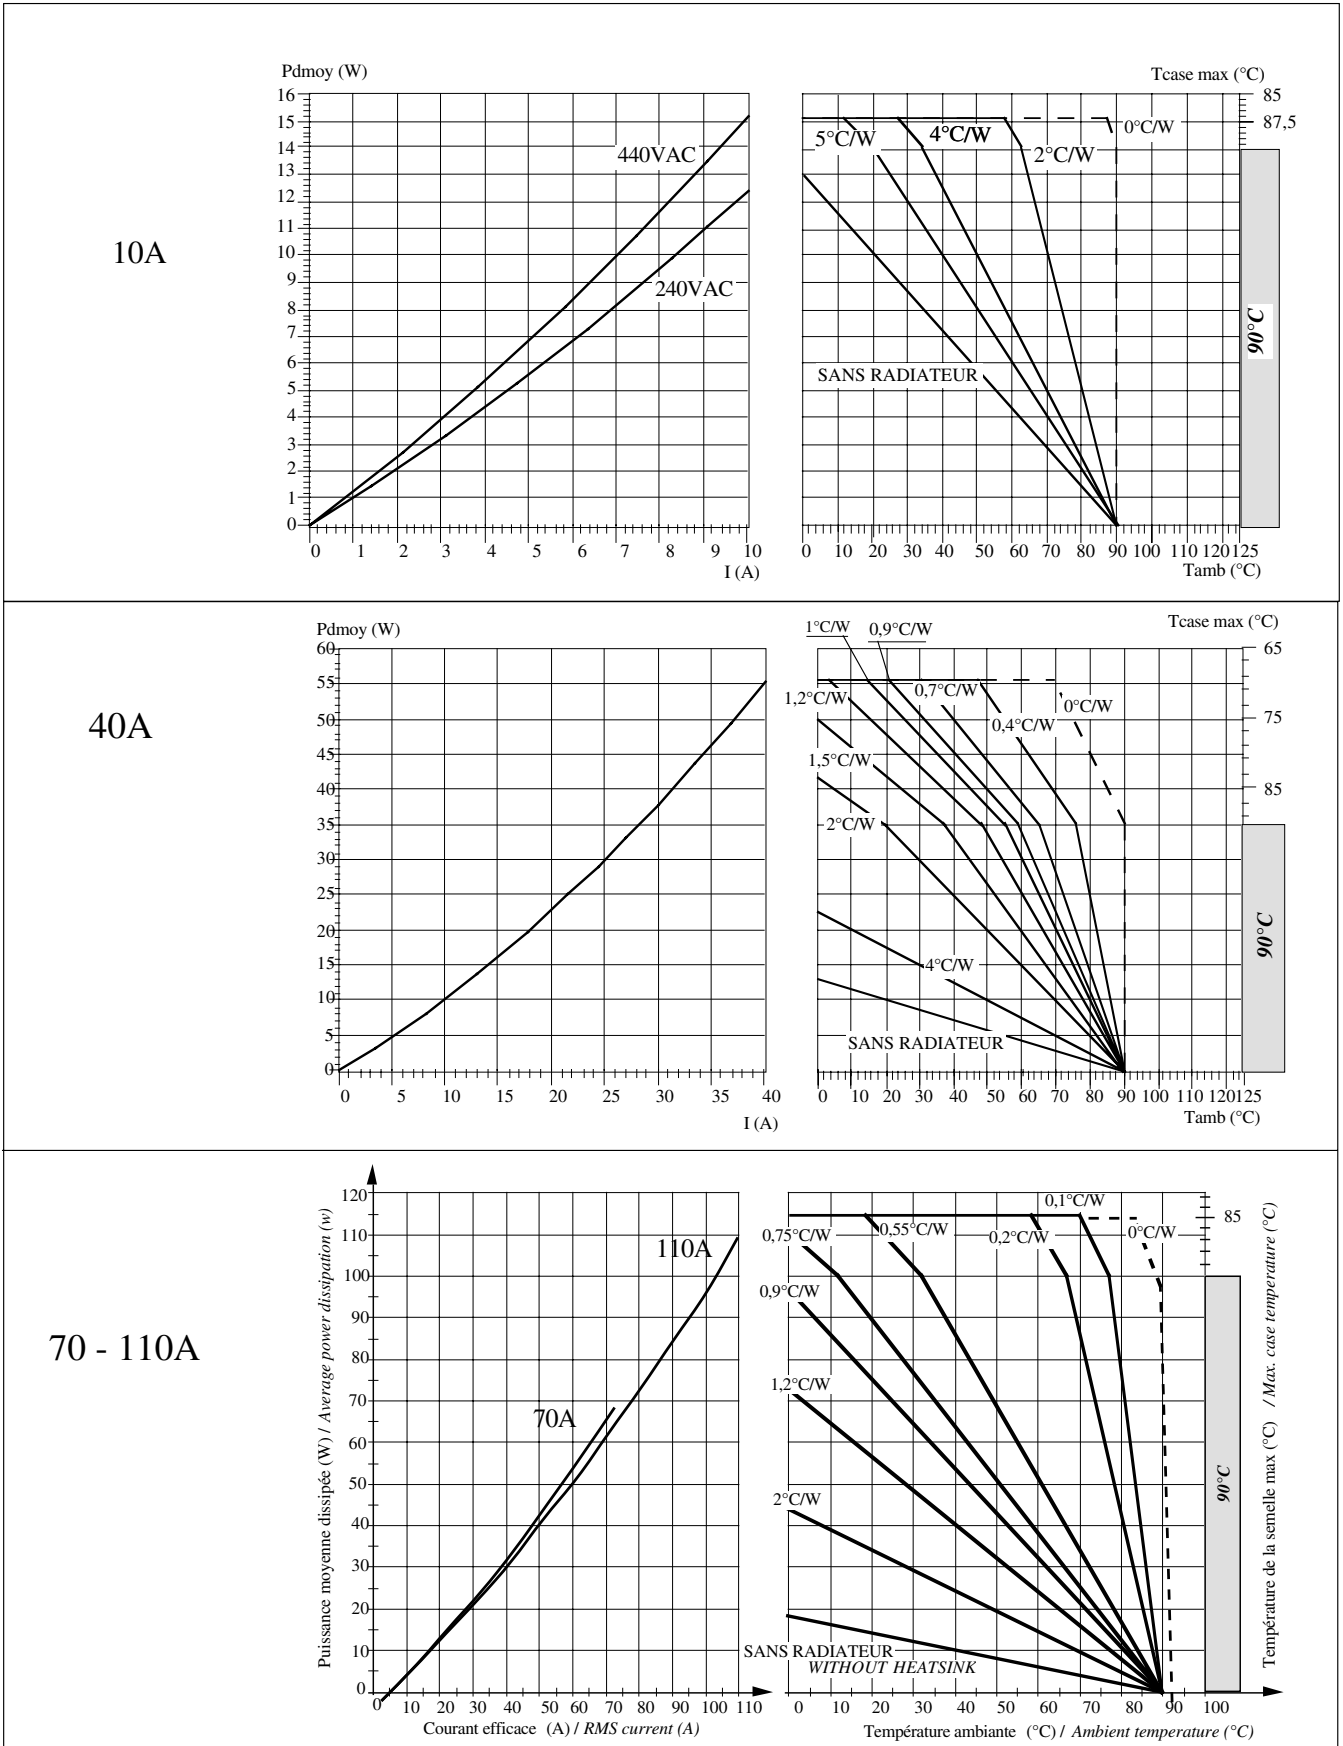 Pdmoy (W)
Tcase max (°C)
10A
16
15
14
13
12
11
10
9
8
7
6
5
4
3
2
1
0
440VAC
240VAC
0 1 2 3 4 5 6 7 8 9 10
I (A)
5°C/W
4°C/W
2°C/W
0°C/W
SANS RADIATEUR
85
87,5
90°C
0 10 20 30 40 50 60 70 80 90 100 110 120 125
Tamb (°C)
Pdmoy (W)
Tcase max (°C)
40A
60
55
50
45
40
35
30
25
20
15
10
5
0
0 5 10 15 20 25 30 35 40
I (A)
1°C/W
0,9°C/W
1,2°C/W
0,7°C/W
0°C/W
0,4°C/W
1,5°C/W
2°C/W
4°C/W
SANS RADIATEUR
65
75
85
90°C
0 10 20 30 40 50 60 70 80 90 100 110 120 125
Tamb (°C)
70 - 110A
Puissance moyenne dissipée (W) / Average power dissipation (w)
120
110
100
90
80
70
60
50
40
30
20
10
0
110A
70A
0 10 20 30 40 50 60 70 80 90 100 110
Courant efficace (A) / RMS current (A)
0,1°C/W
0,75°C/W
0,55°C/W
0,2°C/W
0°C/W
0,9°C/W
1,2°C/W
2°C/W
SANS RADIATEUR
WITHOUT HEATSINK
85
90°C
Température de la semelle max (°C) / Max. case temperature (°C)
0 10 20 30 40 50 60 70 80 90 100
Température ambiante (°C) / Ambient temperature (°C)